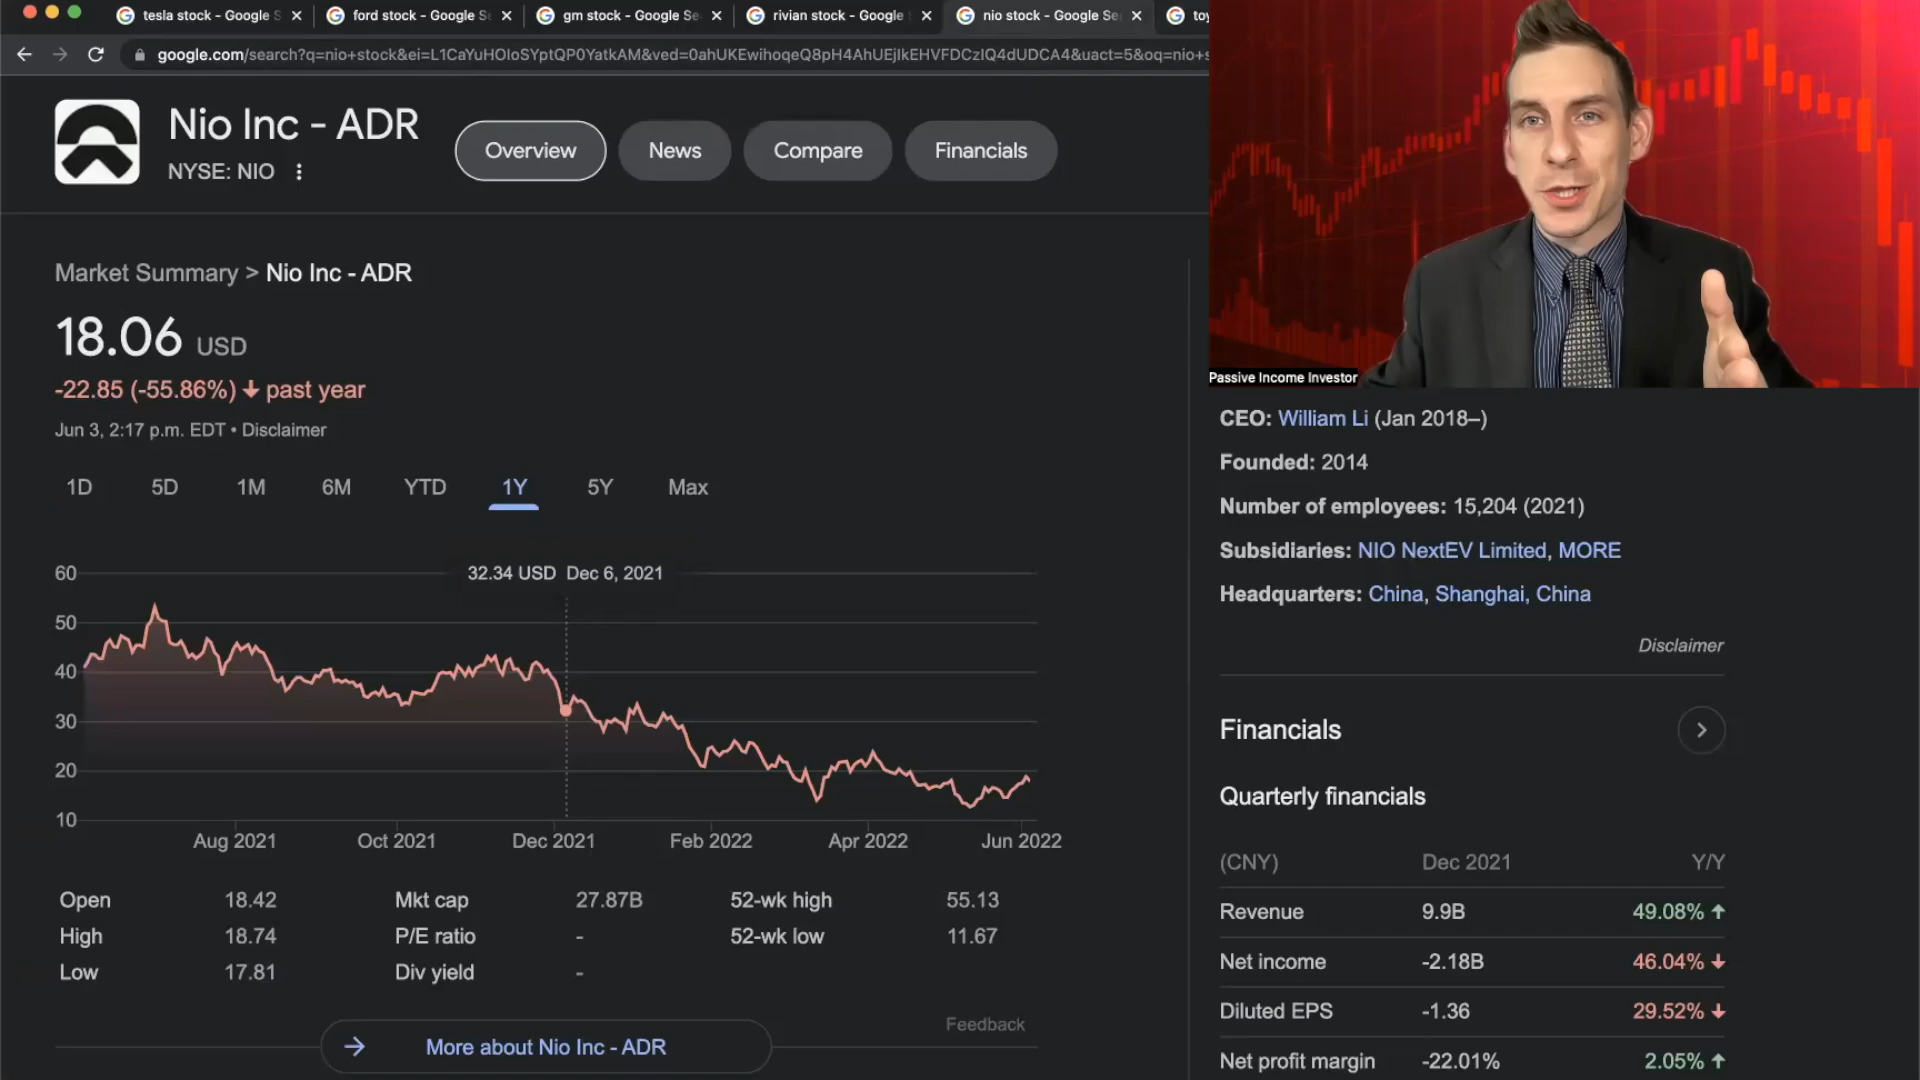 tesla stock - Google S
ford stock - Google Se
gm stock - Google Se
rivian stock - Google
nio stock - Google Se
toy
google.com/search?q=nio+stock&ei=L1CaYuHOIoSYptQP0YatkAM&ved=0ahUKEwihoqeQ8pH4AhUEjIkEHVFDCzIQ4dUDCA4&uact=5&oq=nio+s
Nio Inc - ADR
NYSE: NIO
Overview
News
Compare
Financials
Market Summary > Nio Inc - ADR
18.06 USD
-22.85 (-55.86%) ↓ past year
Jun 3, 2:17 p.m. EDT • Disclaimer
1D 5D 1M 6M YTD 1Y 5Y Max
32.34 USD Dec 6, 2021
60
50
40
30
20
10
Aug 2021 Oct 2021 Dec 2021 Feb 2022 Apr 2022 Jun 2022
Open 18.42 Mkt cap 27.87B 52-wk high 55.13
High 18.74 P/E ratio - 52-wk low 11.67
Low 17.81 Div yield -
Feedback
More about Nio Inc - ADR
Passive Income Investor
CEO: William Li (Jan 2018–)
Founded: 2014
Number of employees: 15,204 (2021)
Subsidiaries: NIO NextEV Limited, MORE
Headquarters: China, Shanghai, China
Disclaimer
Financials
Quarterly financials
(CNY) Dec 2021 Y/Y
Revenue 9.9B 49.08% ↑
Net income -2.18B 46.04% ↓
Diluted EPS -1.36 29.52% ↓
Net profit margin -22.01% 2.05% ↑